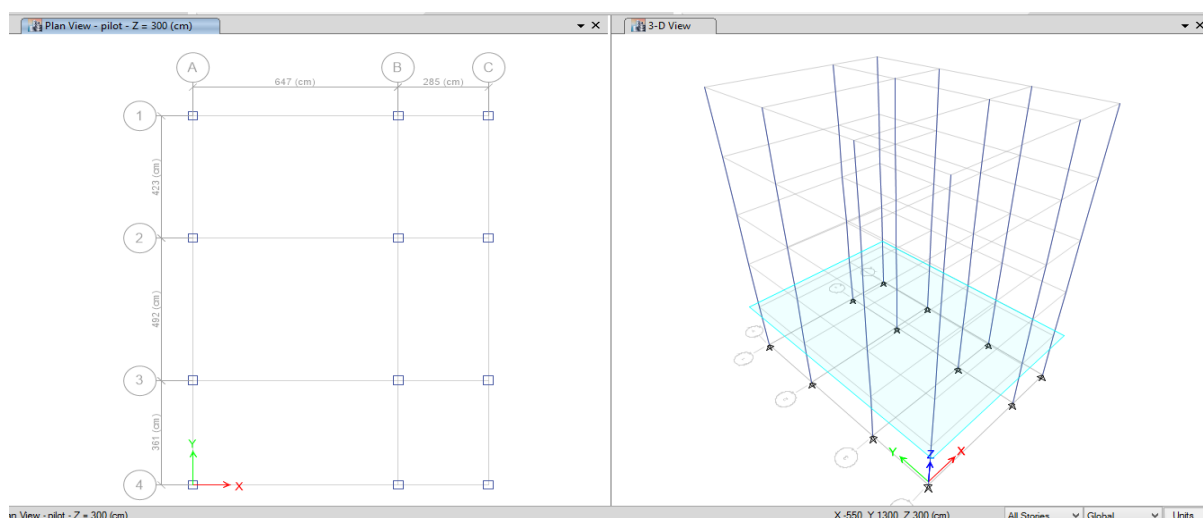 Plan View - pilot - Z = 300 (cm)
3-D View
A
B
C
647 (cm)
285 (cm)
1
423 (cm)
2
492 (cm)
3
361 (cm)
4
Y
X
Y
Z
X
an View - pilot - Z = 300 (cm)
X -550 Y 1300 Z 300 (cm)
All Stories
Global
Units